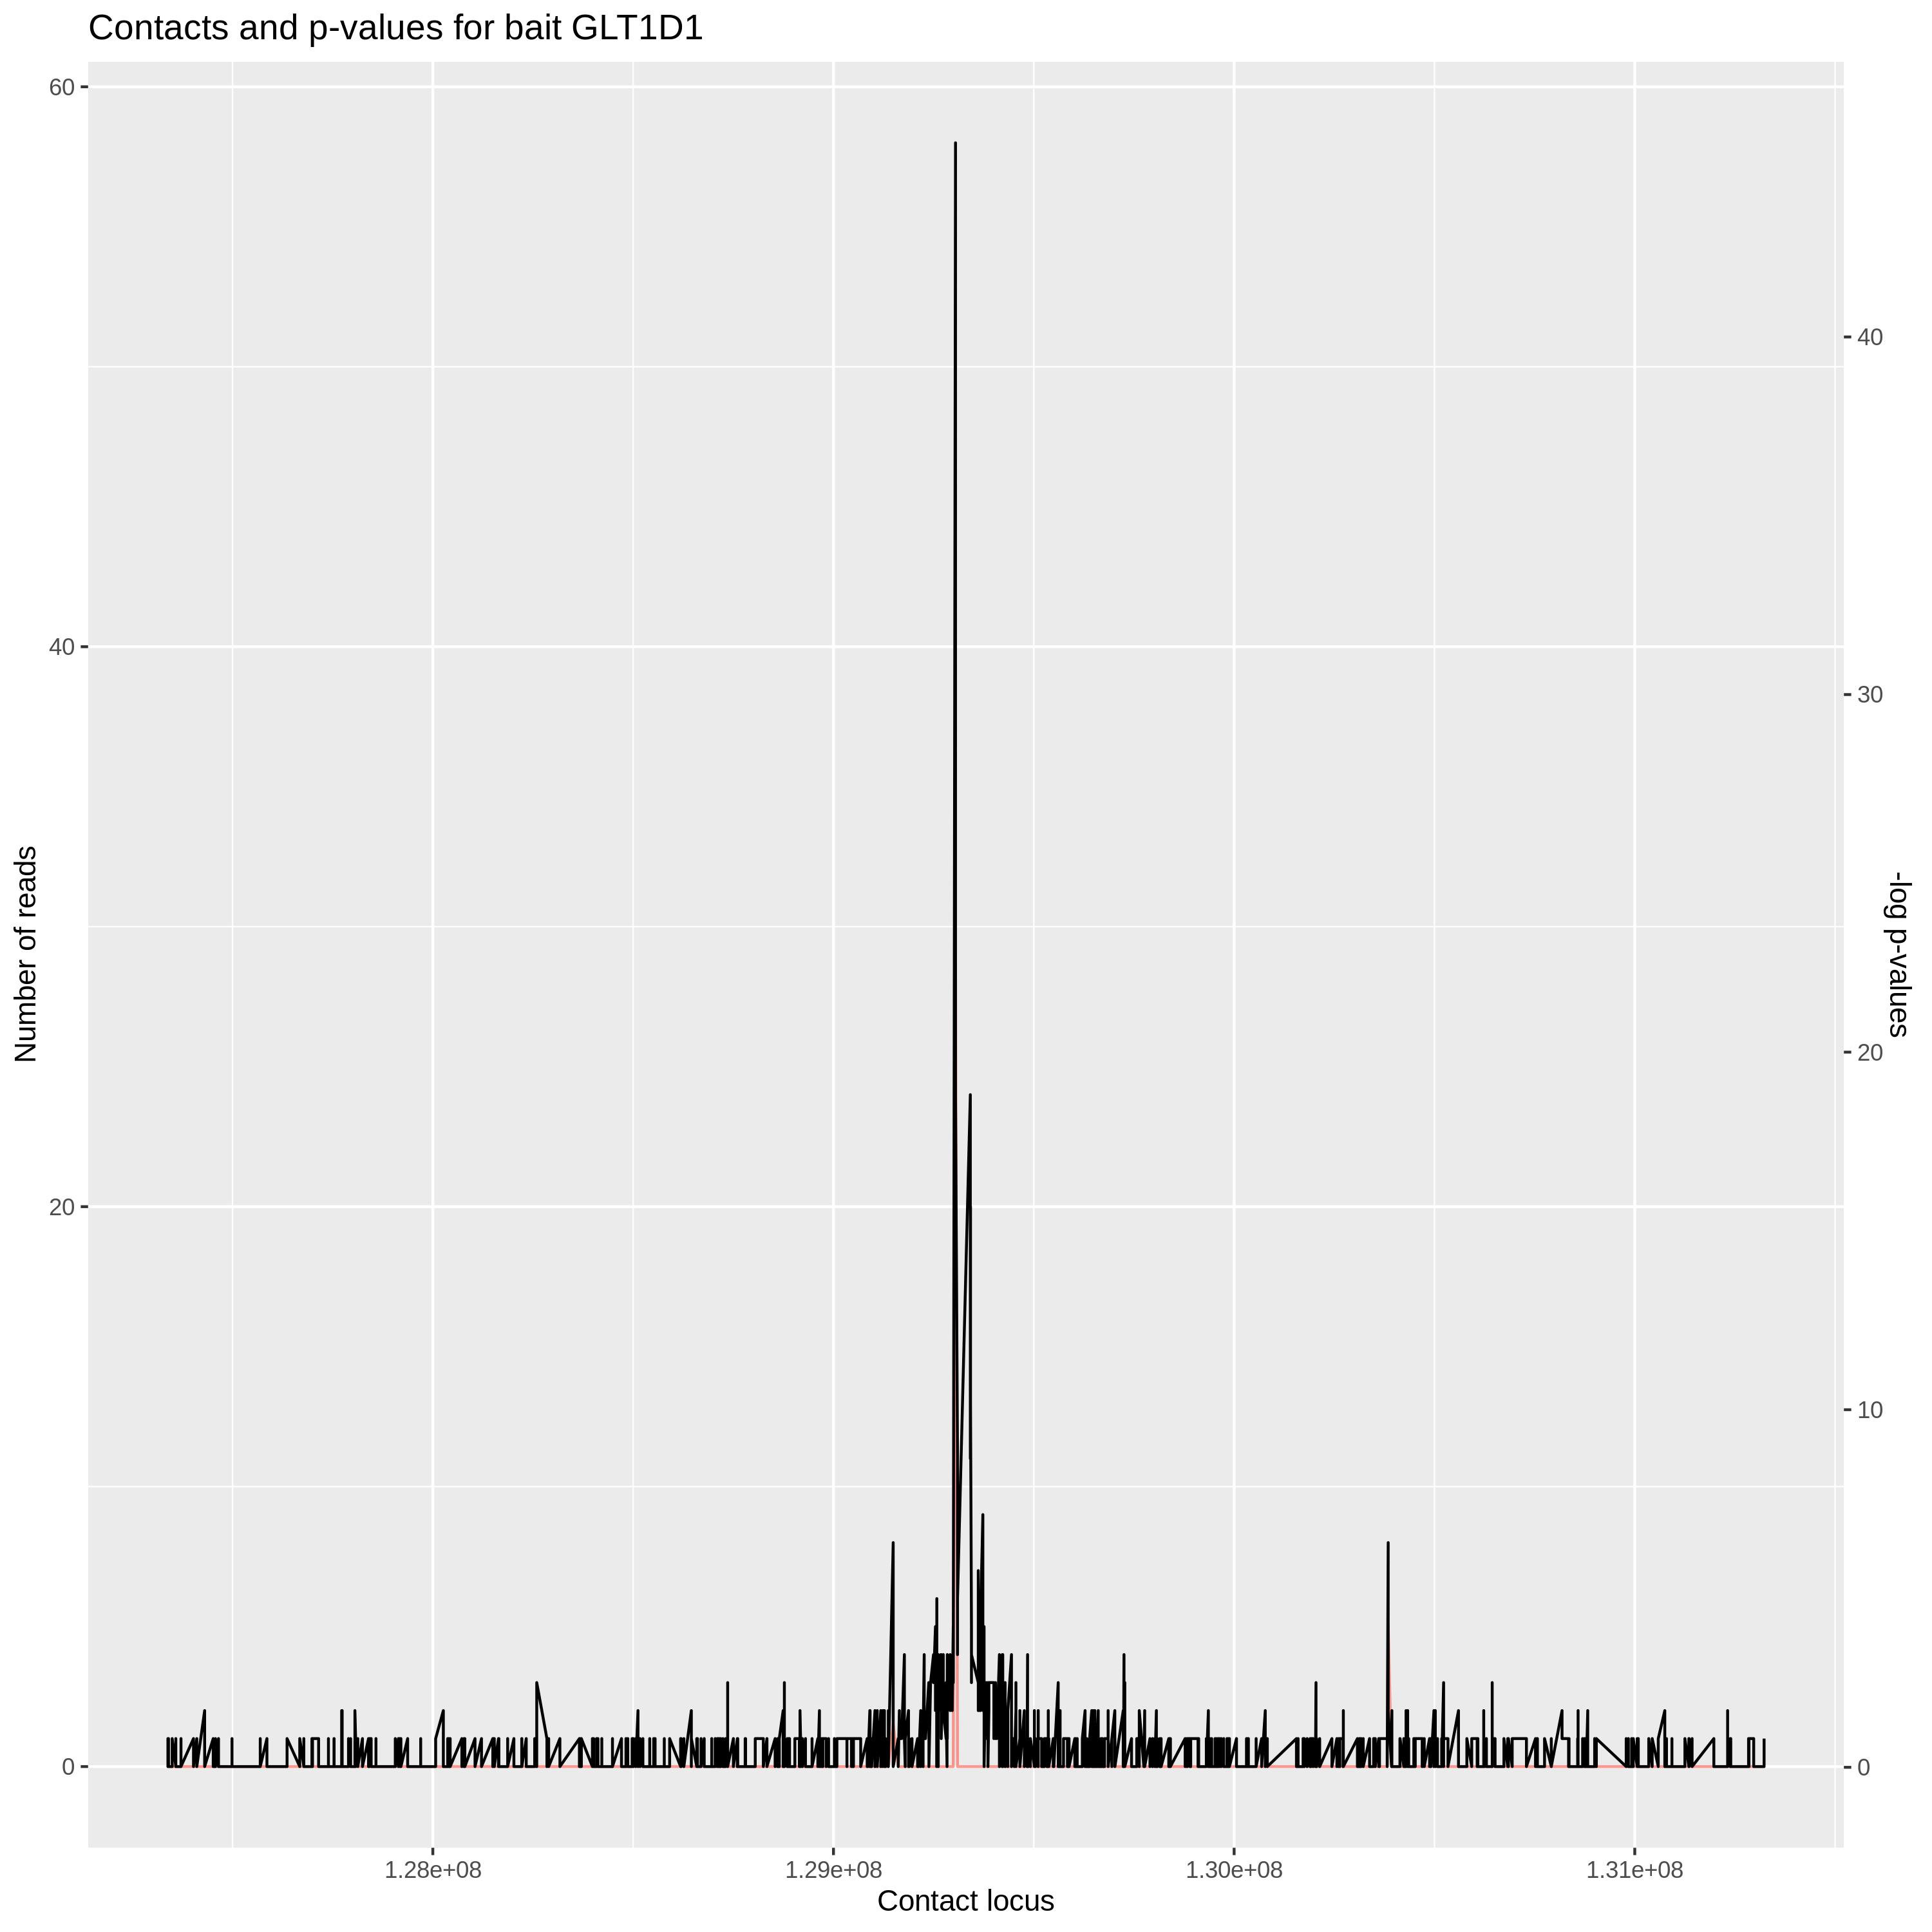 Contacts and p-values for bait GLT1D1
60
40
20
0
Number of reads
40
30
20
10
0
-log p-values
1.28e+08
1.29e+08
1.30e+08
1.31e+08
Contact locus